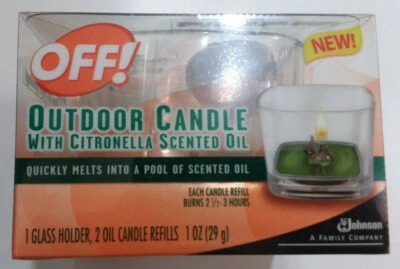 OFF!
NEW!
OUTDOOR CANDLE
WITH CITRONELLA SCENTED OIL
QUICKLY MELTS INTO A POOL OF SCENTED OIL
EACH CANDLE REFILL
BURNS 2 ½-3 HOURS
1 GLASS HOLDER, 2 OIL CANDLE REFILLS 1 OZ (29 g)
Johnson
A FAMILY COMPANY